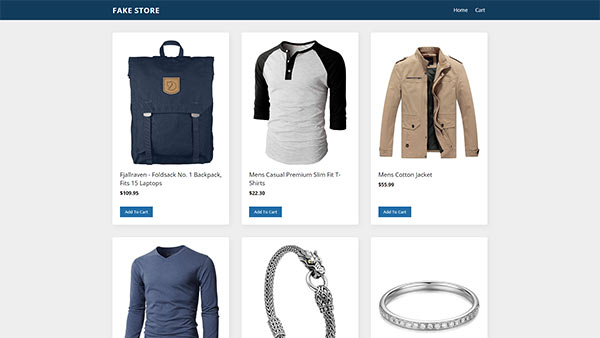 FAKE STORE
Home
Cart
Fjallraven - Foldsack No. 1 Backpack,
Fits 15 Laptops
$109.95
Add To Cart
Mens Casual Premium Slim Fit T-
Shirts
$22.30
Add To Cart
Mens Cotton Jacket
$55.99
Add To Cart